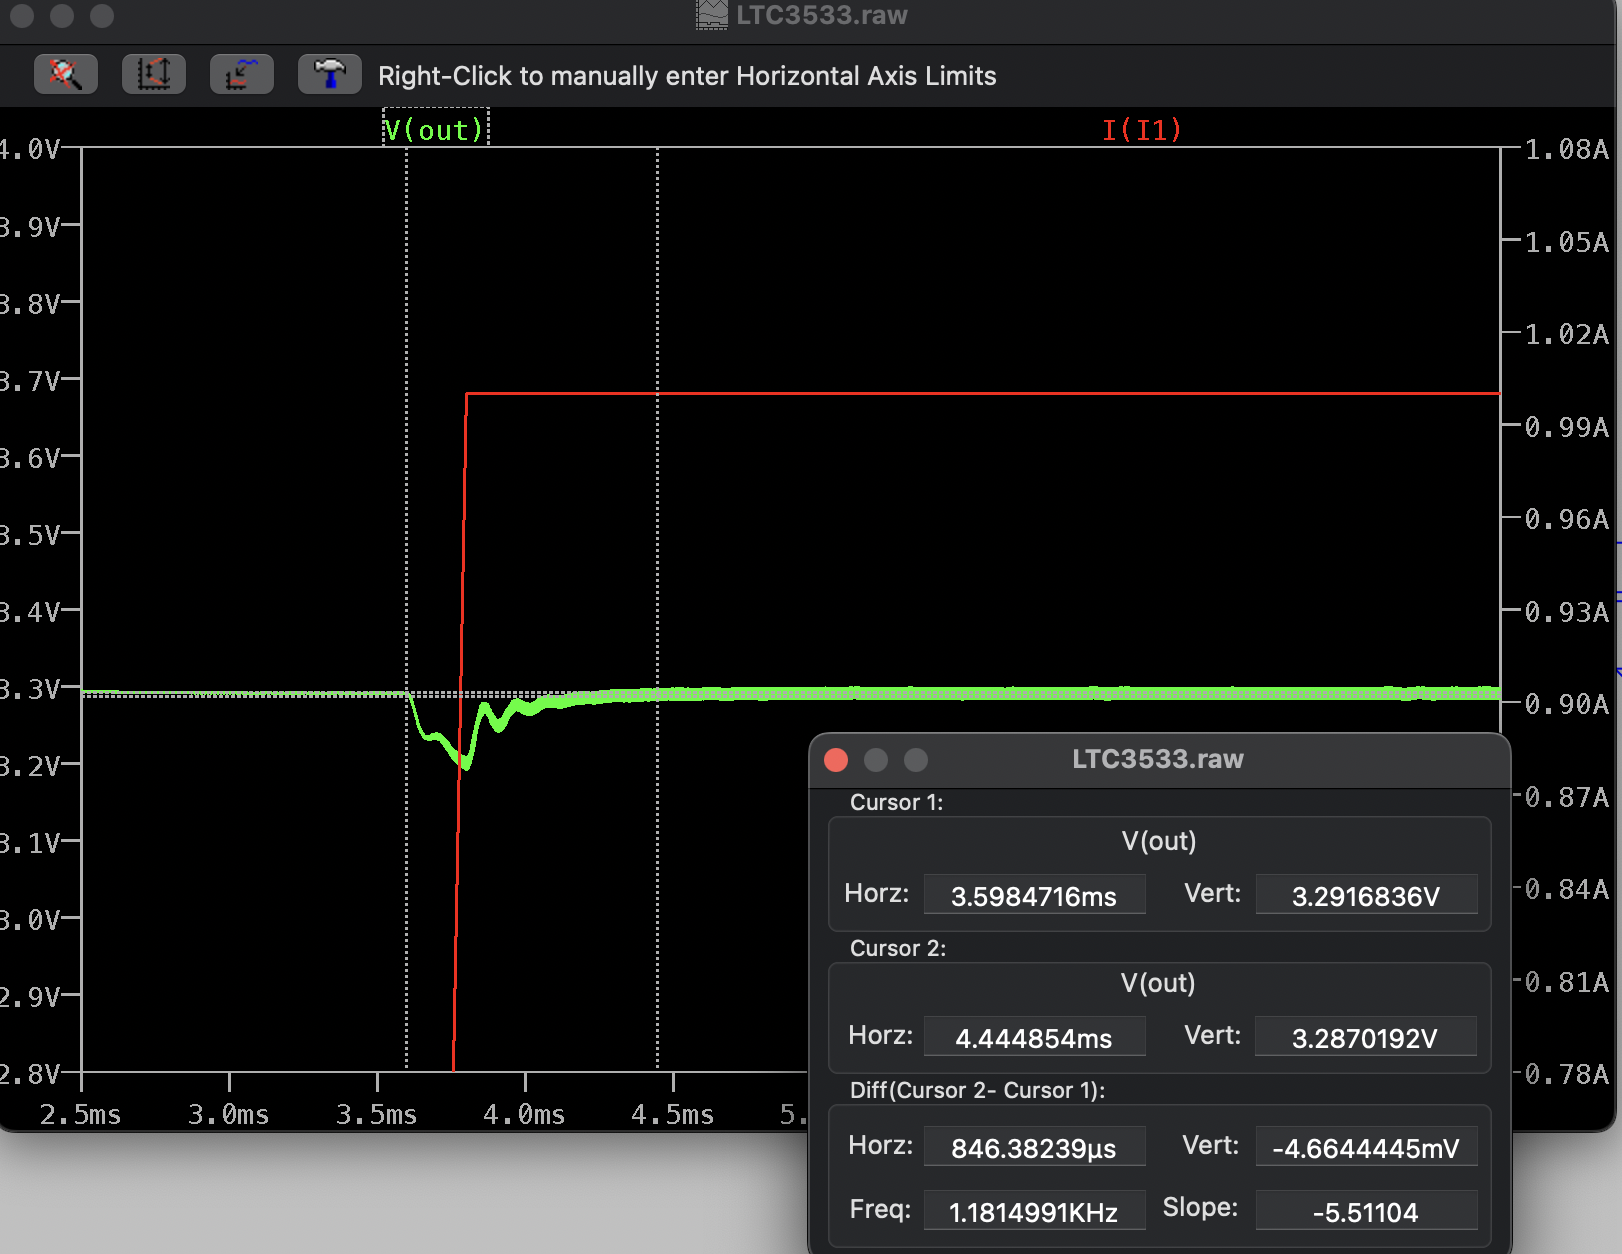 LTC3533.raw
Right-Click to manually enter Horizontal Axis Limits
V(out) I(I1)
4.0V 1.08A
3.9V 1.05A
3.8V 1.02A
3.7V 0.99A
3.6V 0.96A
3.5V 0.93A
3.4V 0.90A
3.3V 0.87A
3.2V 0.84A
3.1V 0.81A
3.0V 0.78A
2.9V
2.8V
2.5ms 3.0ms 3.5ms 4.0ms 4.5ms 5.
LTC3533.raw
Cursor 1:
V(out)
Horz: 3.5984716ms Vert: 3.2916836V
Cursor 2:
V(out)
Horz: 4.444854ms Vert: 3.2870192V
Diff(Cursor 2- Cursor 1):
Horz: 846.38239µs Vert: -4.6644445mV
Freq: 1.1814991KHz Slope: -5.51104